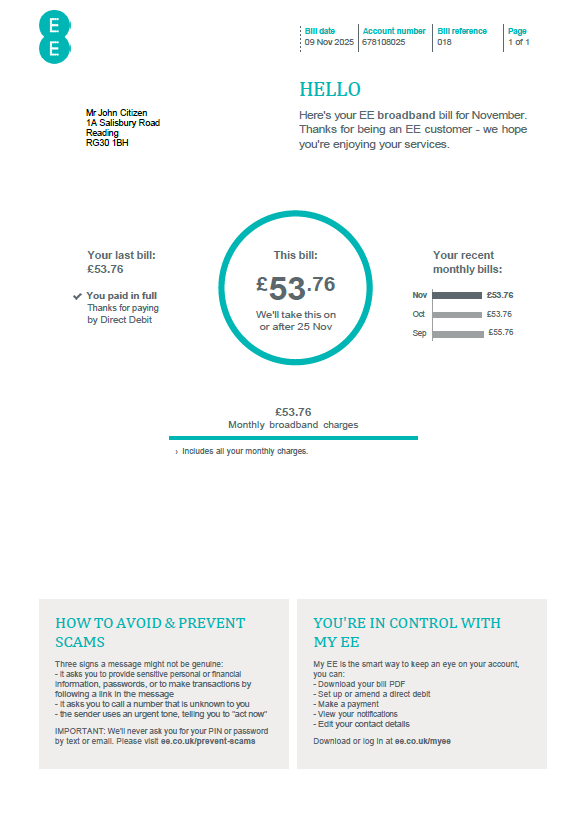 E
E
Bill date Account number Bill reference Page
09 Nov 2025 678108025 018 1 of 1
HELLO
Here's your EE broadband bill for November.
Thanks for being an EE customer - we hope
you're enjoying your services.
Mr John Citizen
1A Salisbury Road
Reading
RG30 1BH
Your last bill:
£53.76
You paid in full
Thanks for paying
by Direct Debit
This bill:
£53.76
We'll take this on
or after 25 Nov
Your recent
monthly bills:
Nov £53.76
Oct £53.76
Sep £55.76
£53.76
Monthly broadband charges
› Includes all your monthly charges.
HOW TO AVOID & PREVENT
SCAMS
Three signs a message might not be genuine:
- it asks you to provide sensitive personal or financial
information, passwords, or to make transactions by
following a link in the message
- it asks you to call a number that is unknown to you
- the sender uses an urgent tone, telling you to "act now"
IMPORTANT: We'll never ask you for your PIN or password
by text or email. Please visit ee.co.uk/prevent-scams
YOU'RE IN CONTROL WITH
MY EE
My EE is the smart way to keep an eye on your account,
you can:
- Download your bill PDF
- Set up or amend a direct debit
- Make a payment
- View your notifications
- Edit your contact details
Download or log in at ee.co.uk/myee